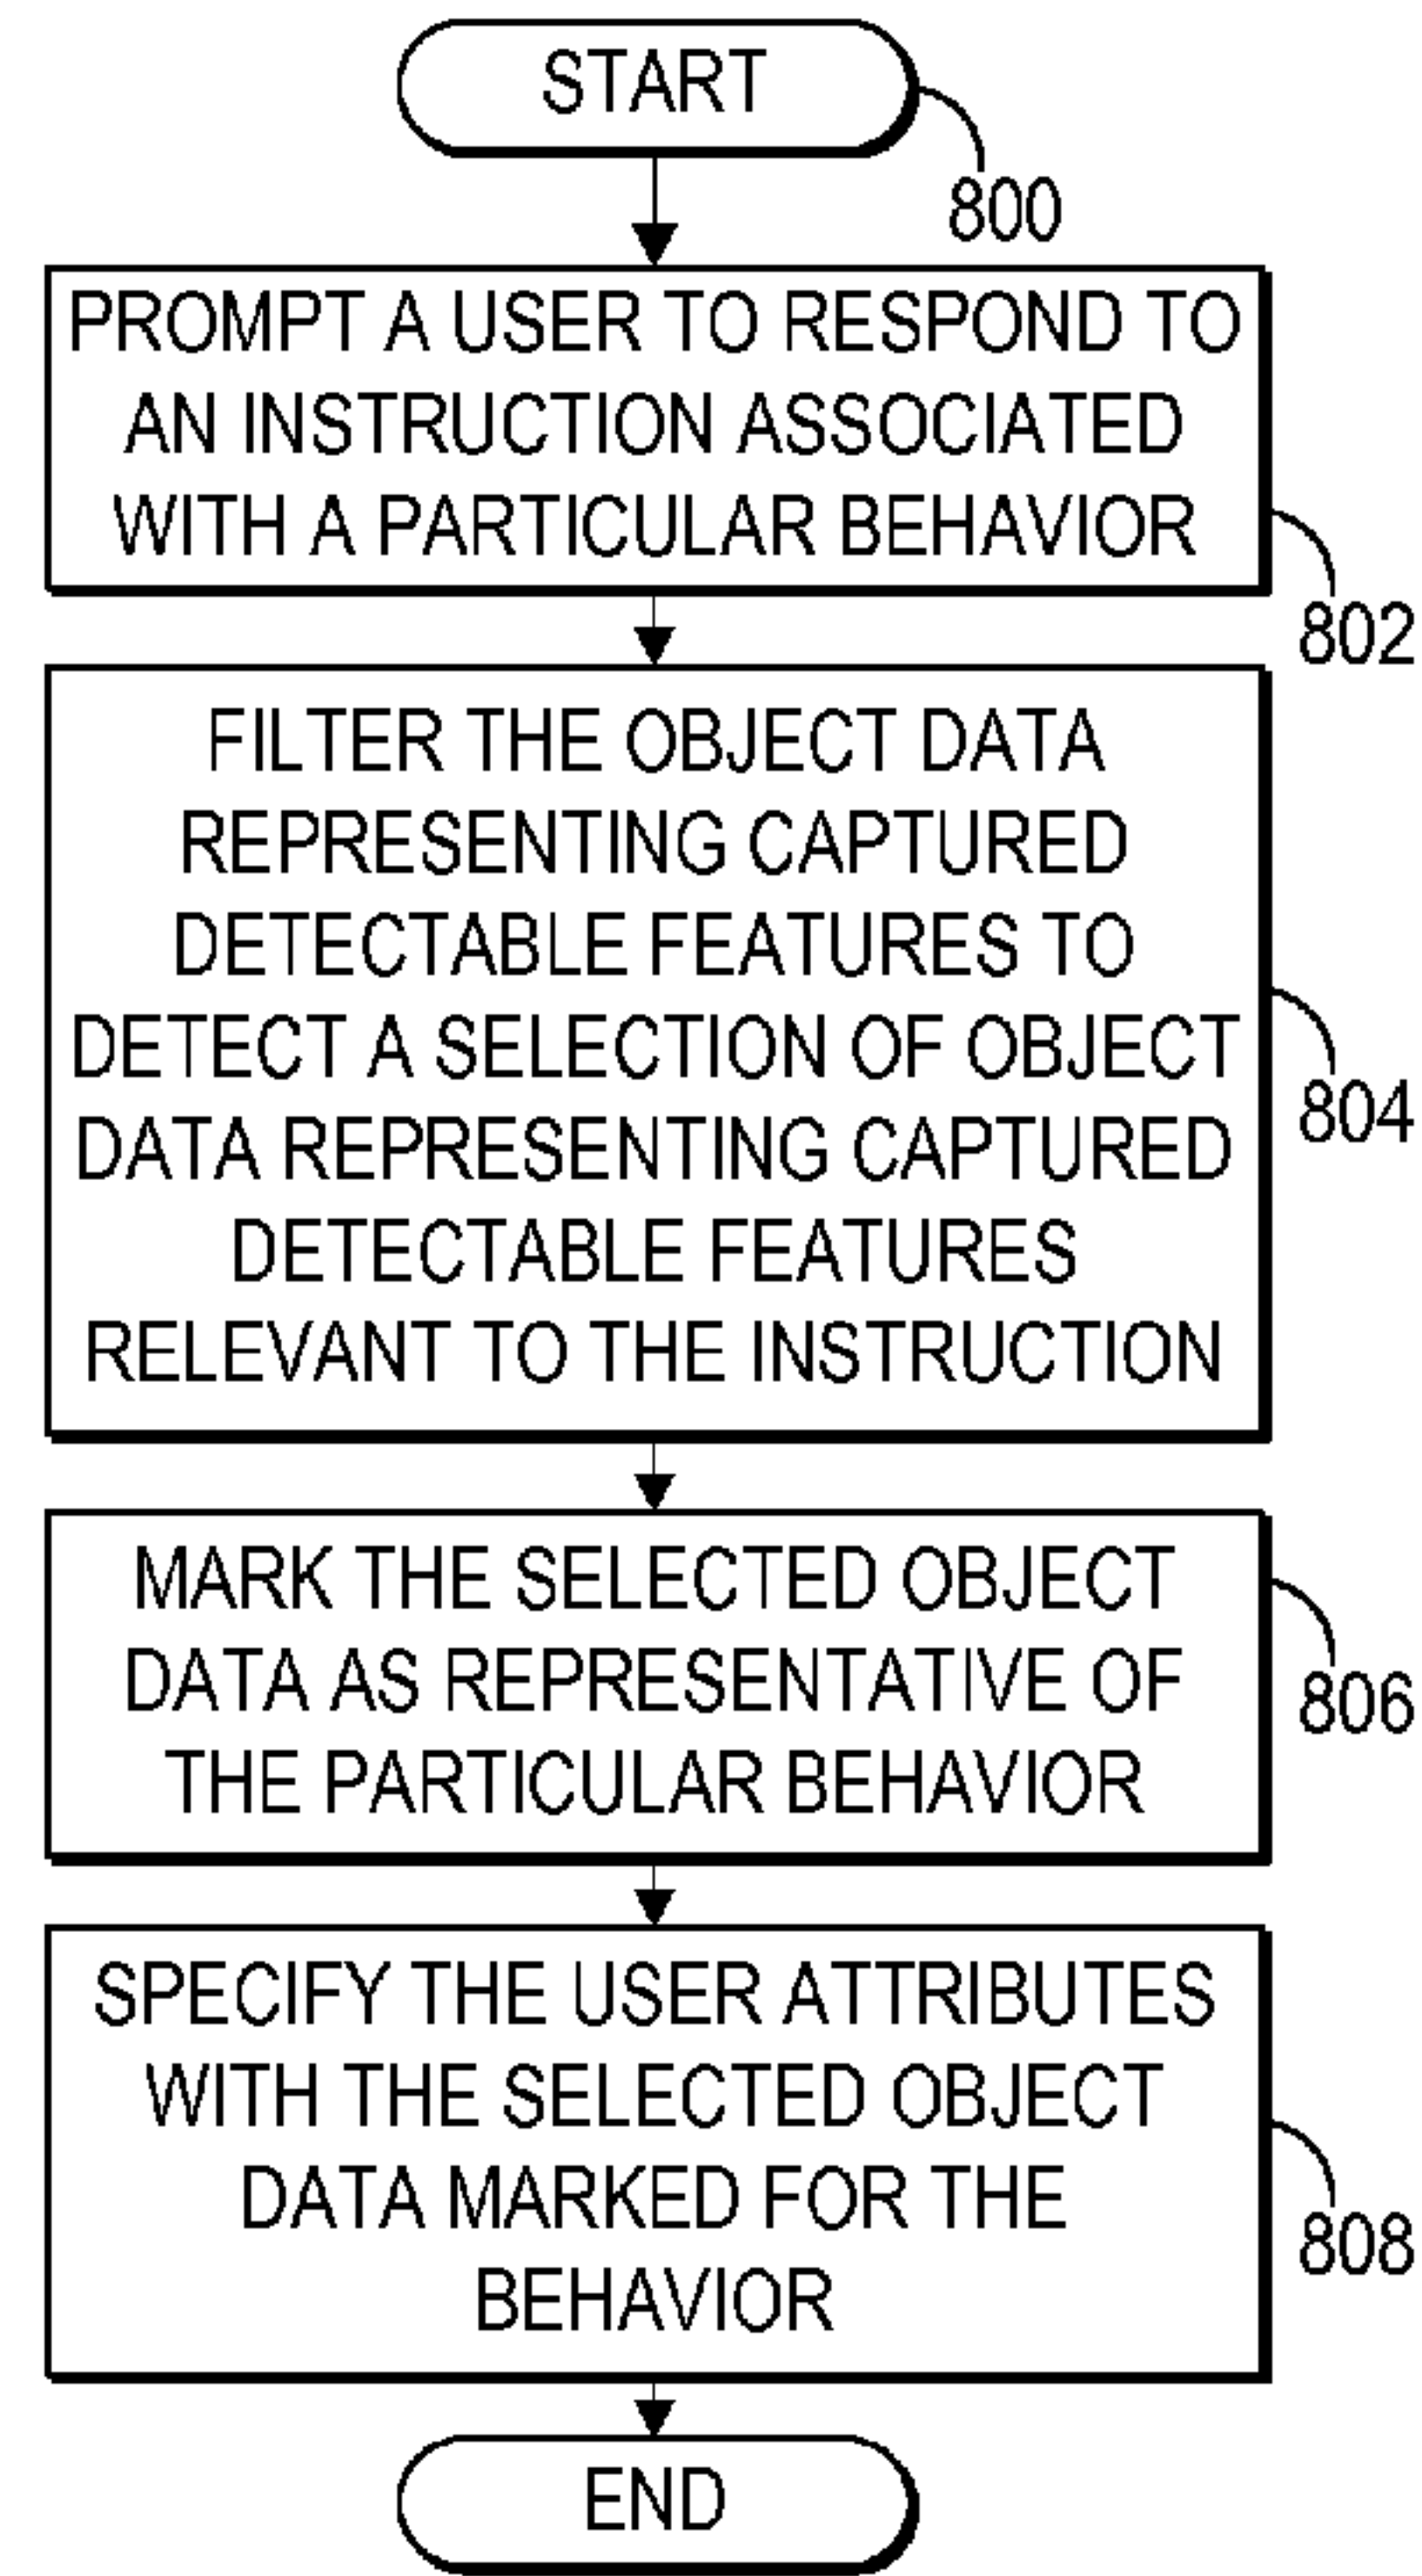 START
800
PROMPT A USER TO RESPOND TO
AN INSTRUCTION ASSOCIATED
WITH A PARTICULAR BEHAVIOR
802
FILTER THE OBJECT DATA
REPRESENTING CAPTURED
DETECTABLE FEATURES TO
DETECT A SELECTION OF OBJECT
DATA REPRESENTING CAPTURED
DETECTABLE FEATURES
RELEVANT TO THE INSTRUCTION
804
MARK THE SELECTED OBJECT
DATA AS REPRESENTATIVE OF
THE PARTICULAR BEHAVIOR
806
SPECIFY THE USER ATTRIBUTES
WITH THE SELECTED OBJECT
DATA MARKED FOR THE
BEHAVIOR
808
END